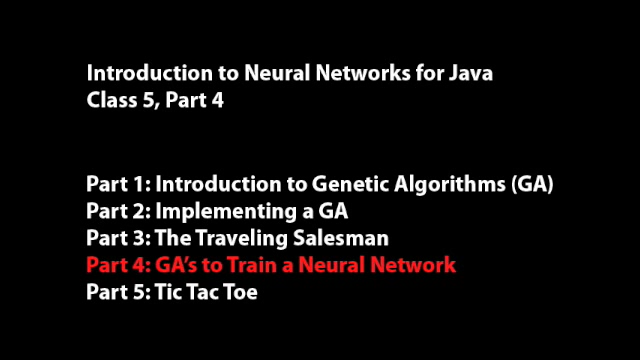 Introduction to Neural Networks for Java
Class 5, Part 4
Part 1: Introduction to Genetic Algorithms (GA)
Part 2: Implementing a GA
Part 3: The Traveling Salesman
Part 4: GA's to Train a Neural Network
Part 5: Tic Tac Toe